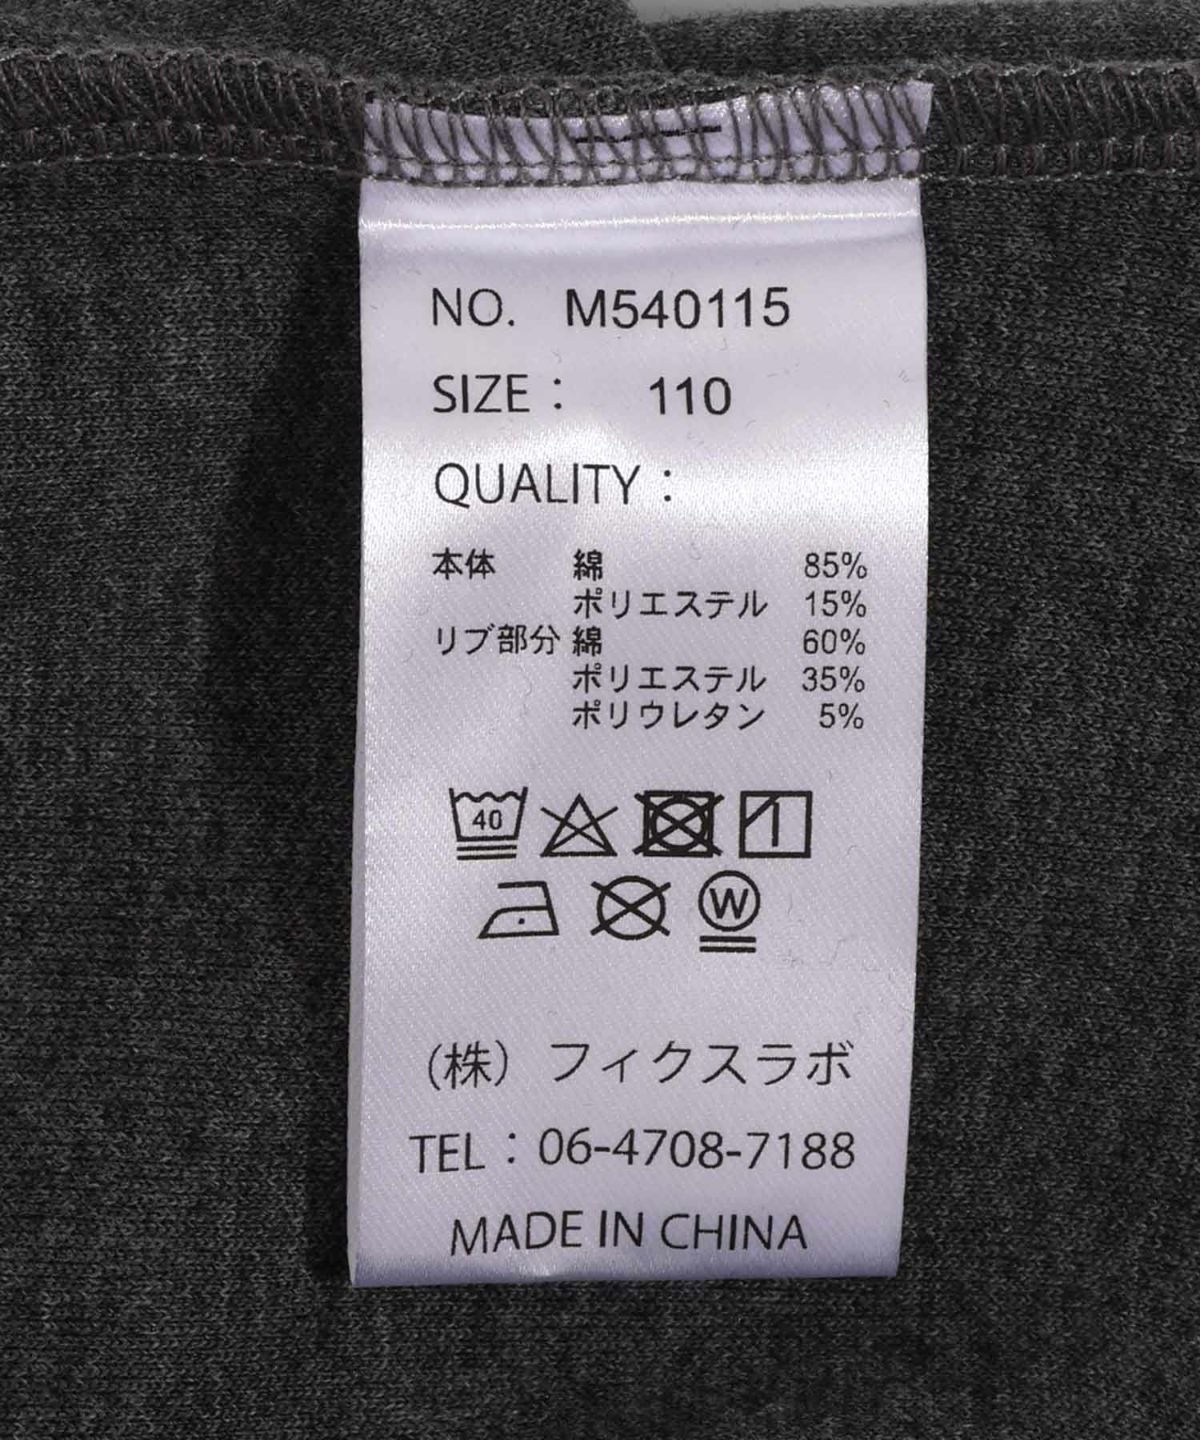 NO. M540115
SIZE： 110
QUALITY：
本体 綿 85%
ポリエステル 15%
リブ部分 綿 60%
ポリエステル 35%
ポリウレタン 5%
40
W
（株）フィクスラボ
TEL：06-4708-7188
MADE IN CHINA